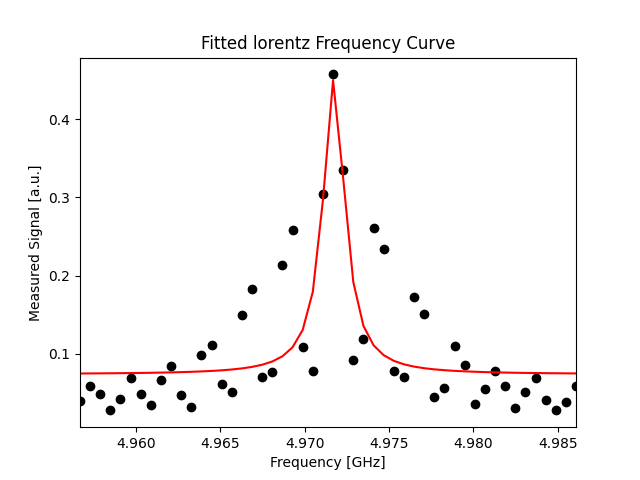 Fitted lorentz Frequency Curve
Measured Signal [a.u.]
0.4
0.3
0.2
0.1
4.960 4.965 4.970 4.975 4.980 4.985
Frequency [GHz]